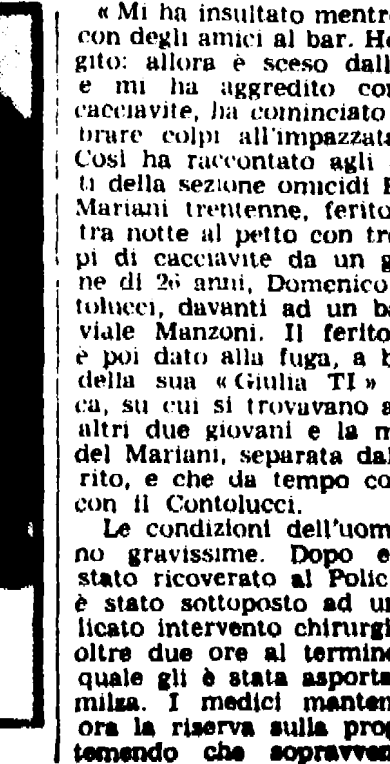 « Mi ha insultato mentre
con degli amici al bar. Ho
gito: allora è sceso dall
e mi ha aggredito con
cacciavite, ha cominciato
tirare colpi all'impazzata
Così ha raccontato agli
ti della sezione omicidi
Mariani trentenne, ferito
tra notte al petto con tre
pi di cacciavite da un g
ne di 26 anni, Domenico
tolucci, davanti ad un ba
viale Manzoni. Il ferito
è poi dato alla fuga, a b
della sua « Giulia TI »
ca, su cui si trovavano a
altri due giovani e la m
del Mariani, separata dal
rito, e che da tempo co
con il Contolucci.
Le condizioni dell'uom
no gravissime. Dopo e
stato ricoverato al Polic
è stato sottoposto ad un
licato intervento chirurgi
oltre due ore al termine
quale gli è stata asporta
milza. I medici manten
ora la riserva sulla prog
temendo che sopravven